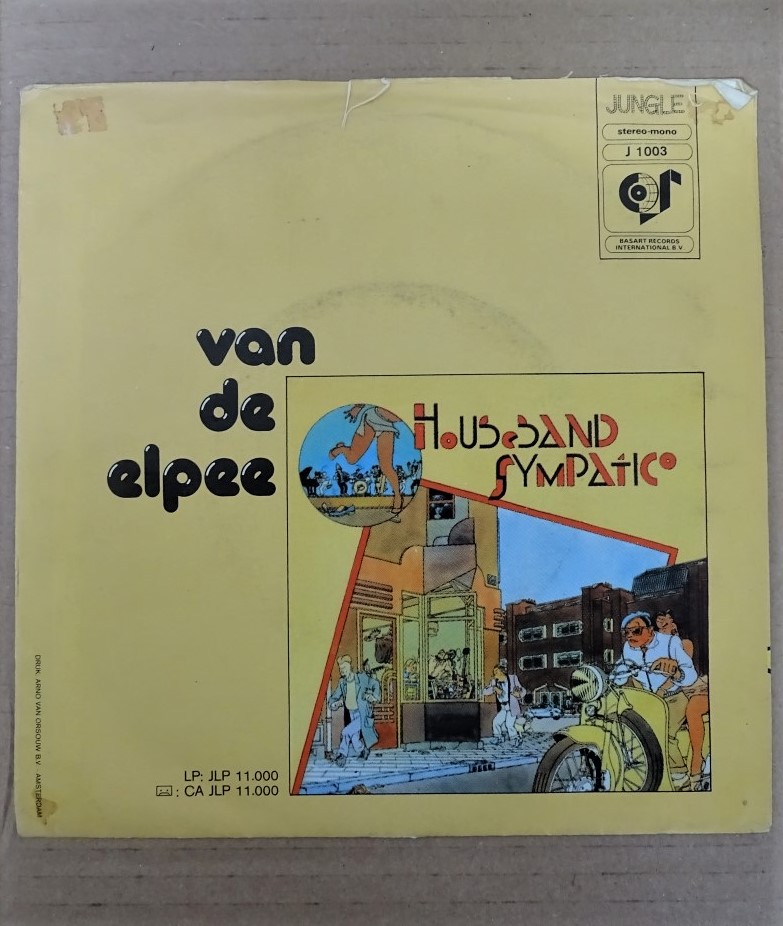 JUNGLE
stereo-mono
J 1003
BASART RECORDS
INTERNATIONAL B.V
van
de
elpee
HOUSEBAND
SYMPATICO
LP: JLP 11.000
: CA JLP 11.000
DRUK: ARNO VAN ORSOUW B.V. - AMSTERDAM